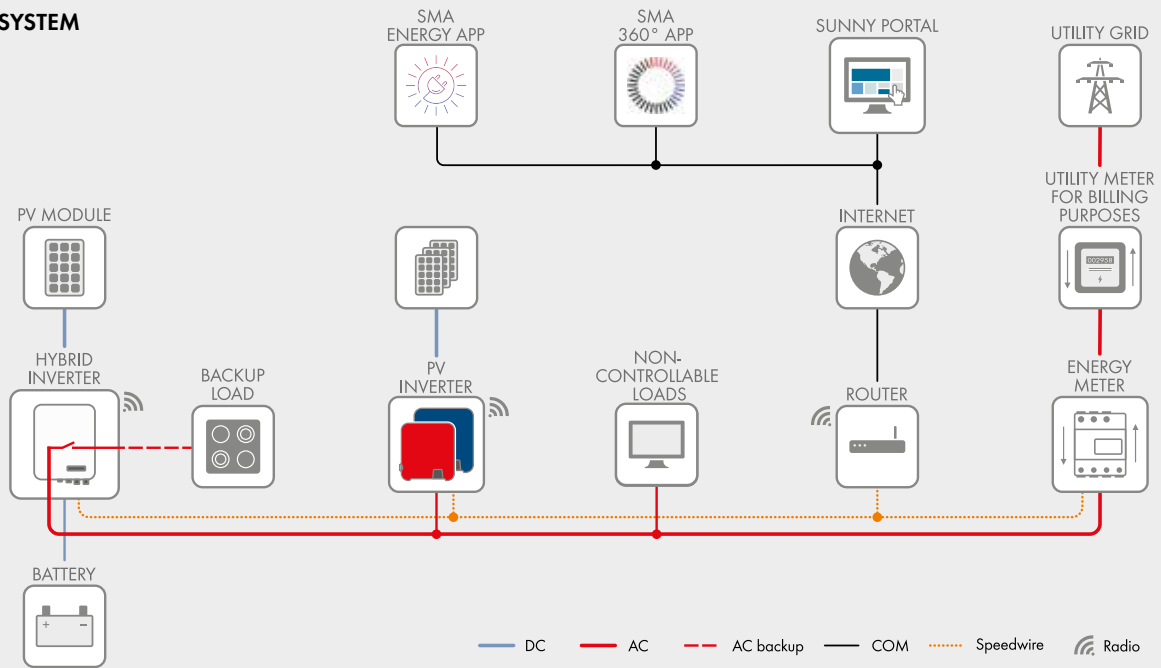 SYSTEM
SMA
ENERGY APP
SMA
360° APP
SUNNY PORTAL
UTILITY GRID
UTILITY METER
FOR BILLING
PURPOSES
PV MODULE
INTERNET
002958
HYBRID
INVERTER
BACKUP
LOAD
PV
INVERTER
NON-
CONTROLLABLE
LOADS
ROUTER
ENERGY
METER
BATTERY
+ −
DC
AC
AC backup
COM
Speedwire
Radio